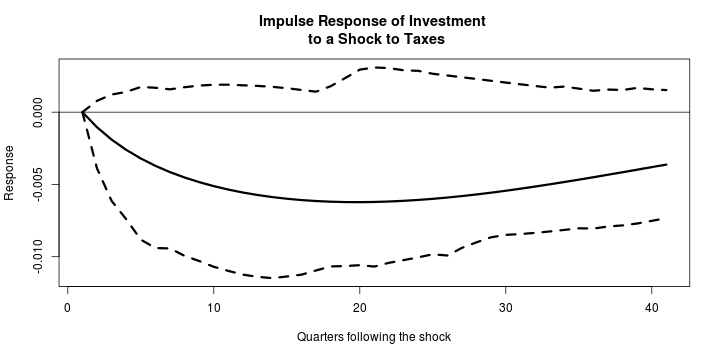 Impulse Response of Investment
to a Shock to Taxes
Response
0.000
-0.005
-0.010
0 10 20 30 40
Quarters following the shock